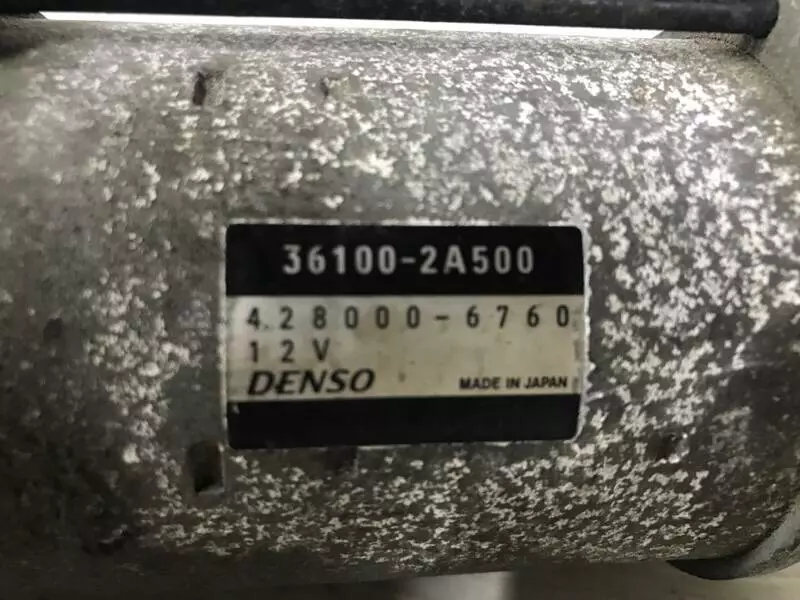 36100-2A500
428000-6760
12V
DENSO MADE IN JAPAN